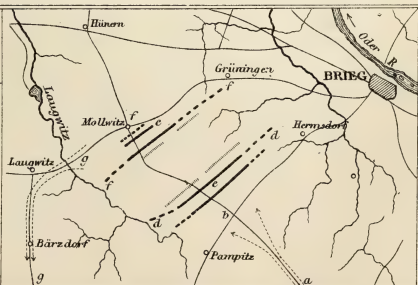 Hünern
Oder R.
Grüningen
BRIEG
Laugwitz
Mollwitz
f
f
e
Hermsdorf
d
Laugwitz
g
f
c
d
b
Bärzdorf
Pampitz
g
a